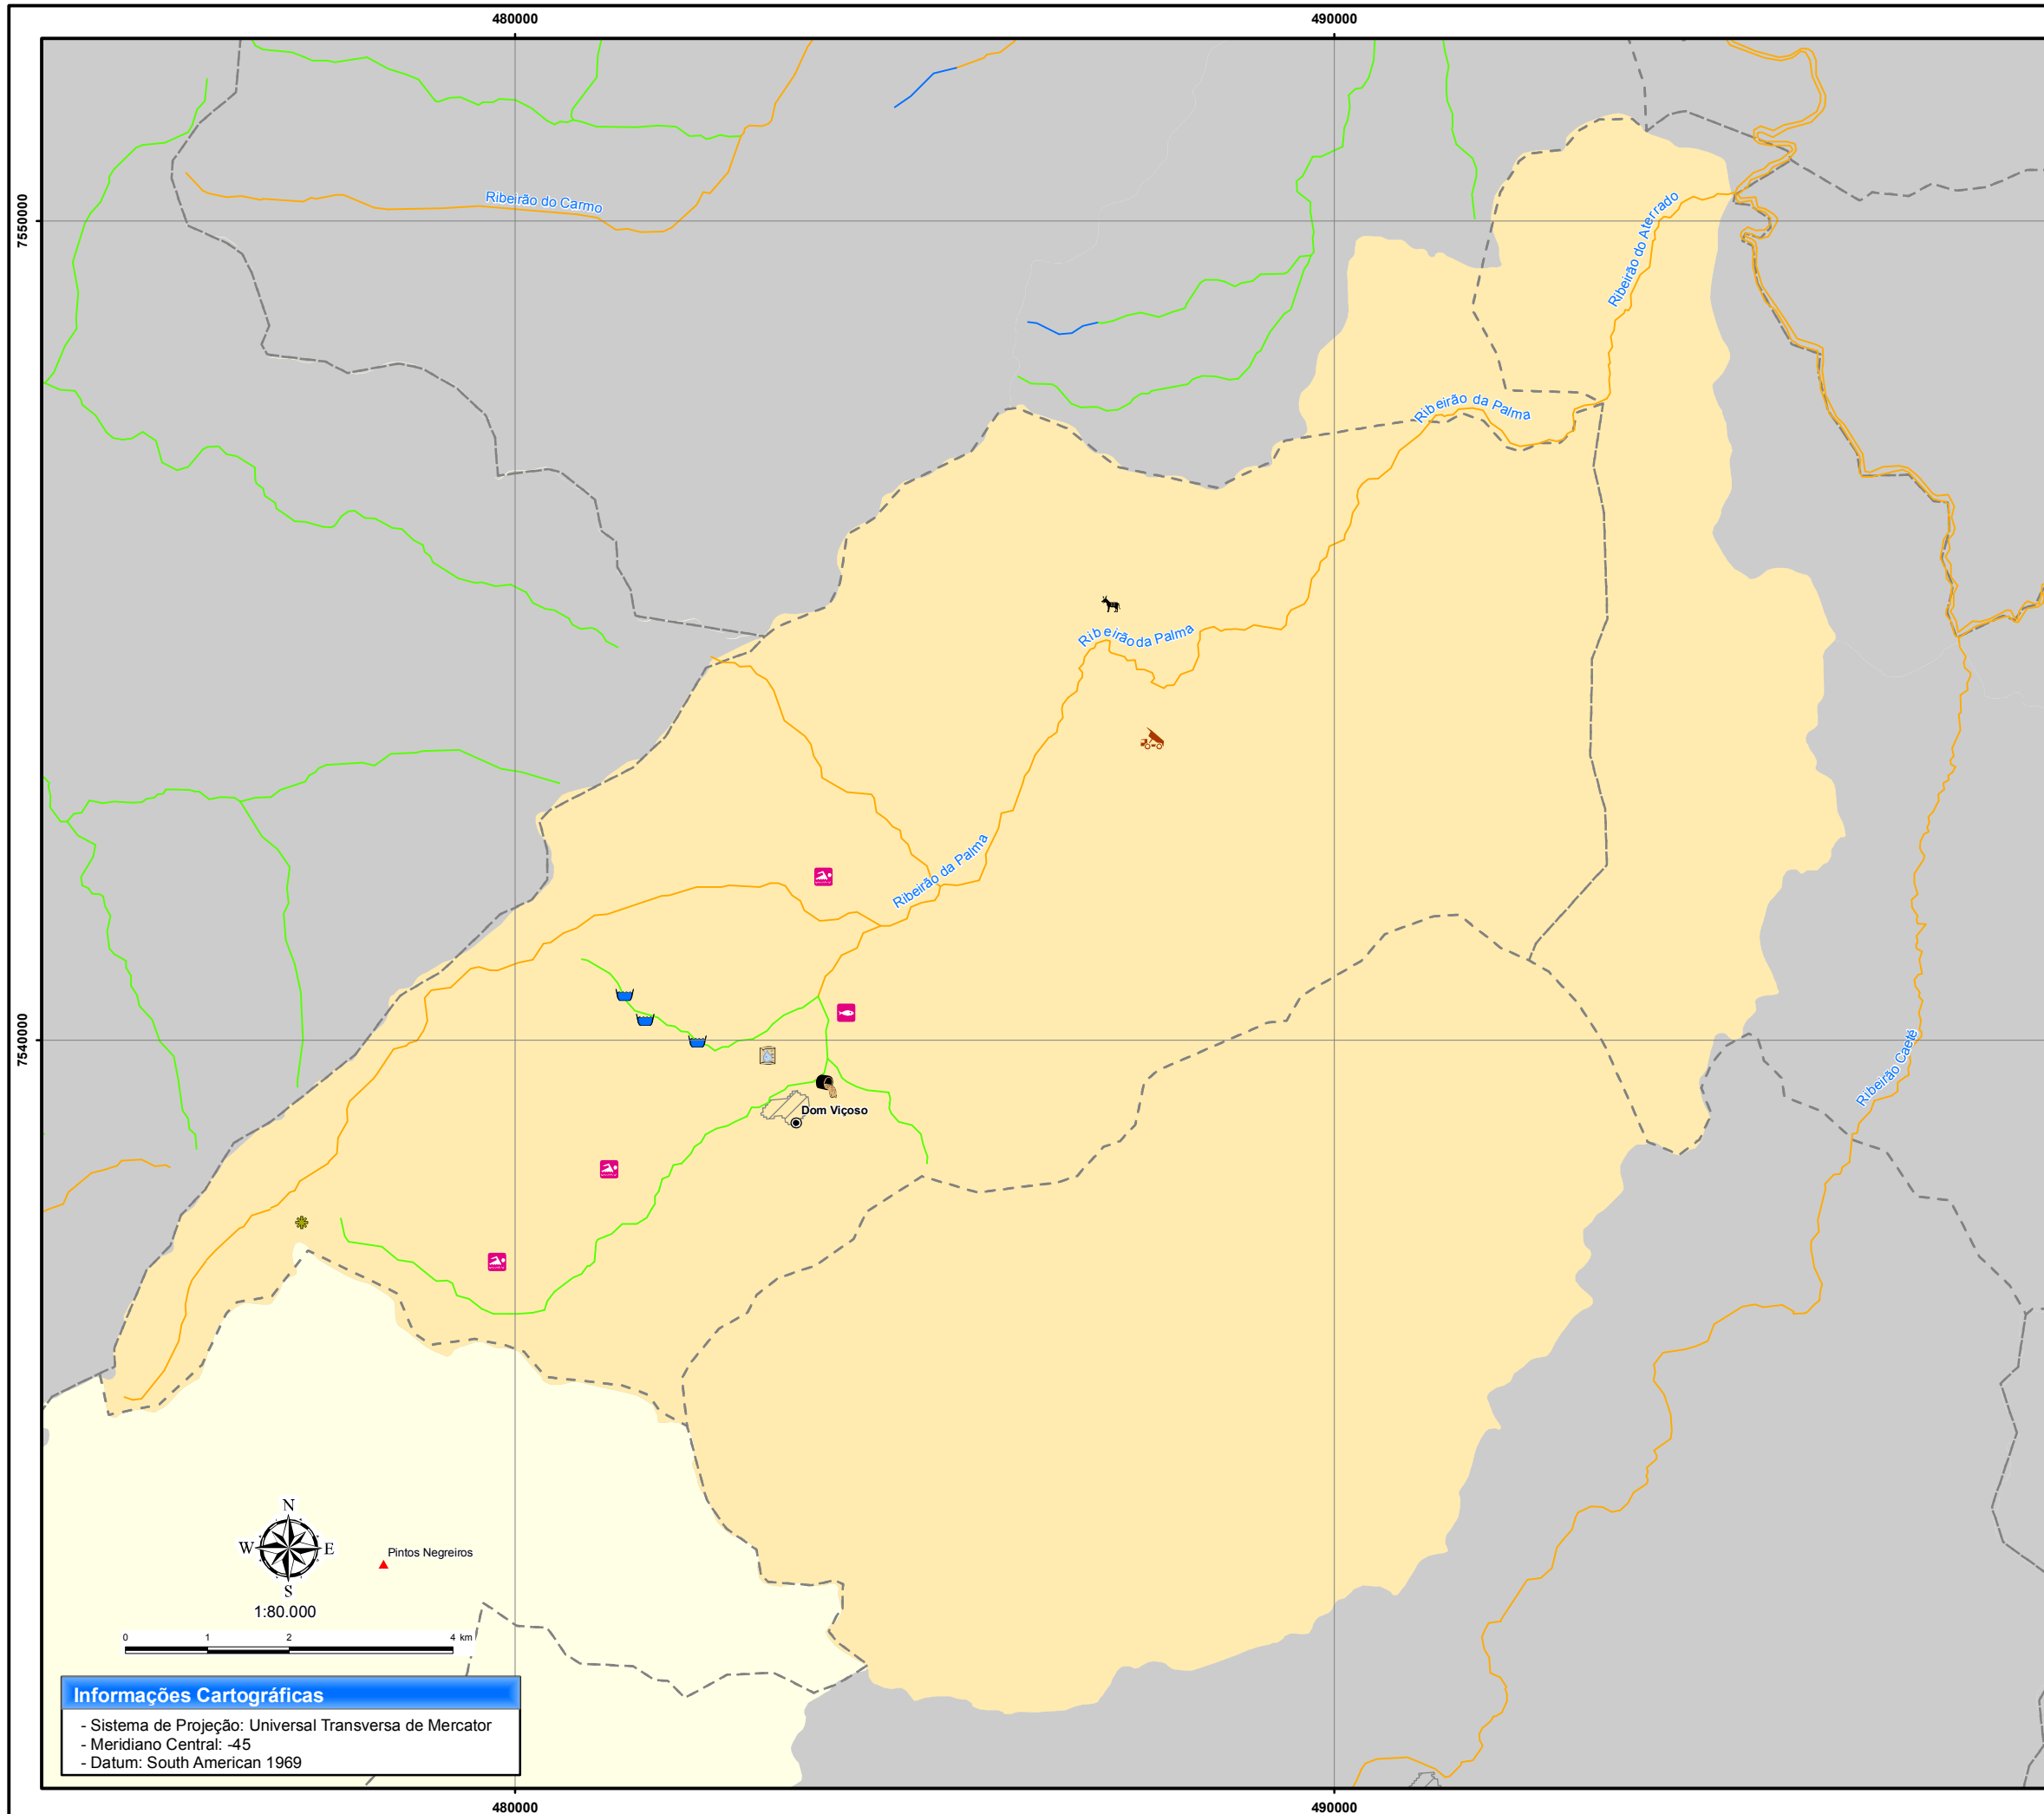 480000
490000
7550000
Ribeirão do Carmo
Ribeirão do Aterrado
Ribeirão da Palma
Ribeirão da Palma
Ribeirão da Palma
7540000
7540000
Dom Viçoso
Ribeirão Caeté
N
W
E
S
Pintos Negreiros
1:80.000
0 1 2 4 km
Informações Cartográficas
- Sistema de Projeção: Universal Transversa de Mercator
- Meridiano Central: -45
- Datum: South American 1969
480000
490000